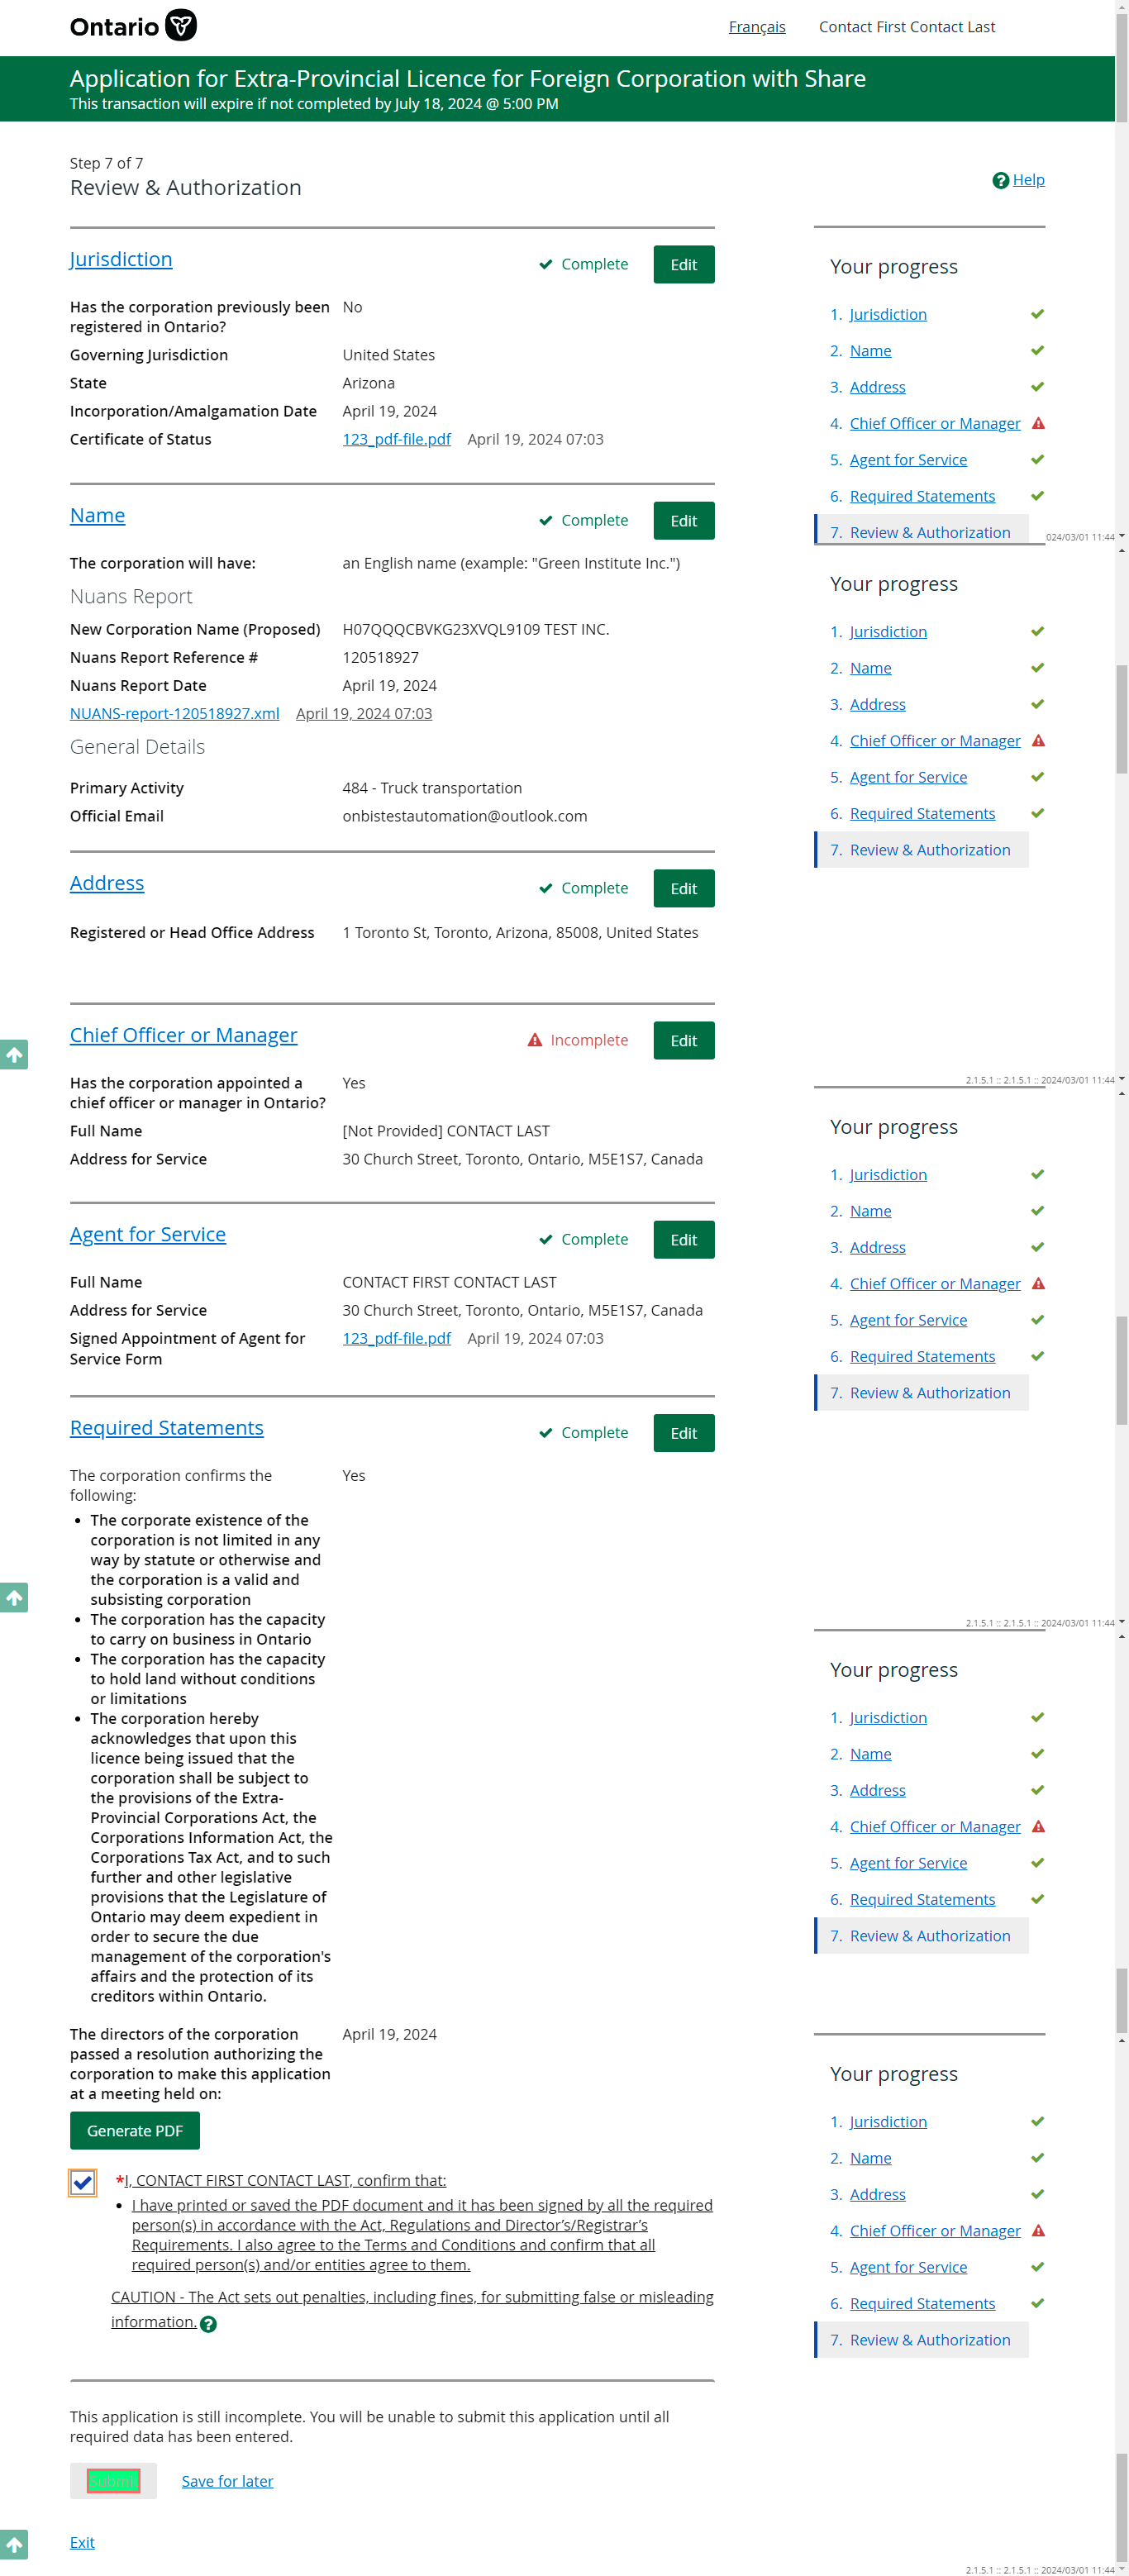 Ontario
Français
Contact First Contact Last
Application for Extra-Provincial Licence for Foreign Corporation with Share
This transaction will expire if not completed by July 18, 2024 @ 5:00 PM
Step 7 of 7
Review & Authorization
Help
Jurisdiction
Complete
Edit
Has the corporation previously been
registered in Ontario?
No
Governing Jurisdiction
United States
State
Arizona
Incorporation/Amalgamation Date
April 19, 2024
Certificate of Status
123_pdf-file.pdf
April 19, 2024 07:03
Your progress
1. Jurisdiction
2. Name
3. Address
4. Chief Officer or Manager
5. Agent for Service
6. Required Statements
7. Review & Authorization
024/03/01 11:44
Name
Complete
Edit
The corporation will have:
an English name (example: "Green Institute Inc.")
Nuans Report
New Corporation Name (Proposed)
H07QQQCBVKG23XVQL9109 TEST INC.
Nuans Report Reference #
120518927
Nuans Report Date
April 19, 2024
NUANS-report-120518927.xml
April 19, 2024 07:03
General Details
Primary Activity
484 - Truck transportation
Official Email
onbistestautomation@outlook.com
Your progress
1. Jurisdiction
2. Name
3. Address
4. Chief Officer or Manager
5. Agent for Service
6. Required Statements
7. Review & Authorization
Address
Complete
Edit
Registered or Head Office Address
1 Toronto St, Toronto, Arizona, 85008, United States
Chief Officer or Manager
Incomplete
Edit
Has the corporation appointed a
chief officer or manager in Ontario?
Yes
Full Name
[Not Provided] CONTACT LAST
Address for Service
30 Church Street, Toronto, Ontario, M5E1S7, Canada
2.1.5.1 :: 2.1.5.1 :: 2024/03/01 11:44
Your progress
1. Jurisdiction
2. Name
3. Address
4. Chief Officer or Manager
5. Agent for Service
6. Required Statements
7. Review & Authorization
Agent for Service
Complete
Edit
Full Name
CONTACT FIRST CONTACT LAST
Address for Service
30 Church Street, Toronto, Ontario, M5E1S7, Canada
Signed Appointment of Agent for
Service Form
123_pdf-file.pdf
April 19, 2024 07:03
Required Statements
Complete
Edit
The corporation confirms the
following:
Yes
• The corporate existence of the
corporation is not limited in any
way by statute or otherwise and
the corporation is a valid and
subsisting corporation
• The corporation has the capacity
to carry on business in Ontario
• The corporation has the capacity
to hold land without conditions
or limitations
• The corporation hereby
acknowledges that upon this
licence being issued that the
corporation shall be subject to
the provisions of the Extra-
Provincial Corporations Act, the
Corporations Information Act, the
Corporations Tax Act, and to such
further and other legislative
provisions that the Legislature of
Ontario may deem expedient in
order to secure the due
management of the corporation's
affairs and the protection of its
creditors within Ontario.
2.1.5.1 :: 2.1.5.1 :: 2024/03/01 11:44
Your progress
1. Jurisdiction
2. Name
3. Address
4. Chief Officer or Manager
5. Agent for Service
6. Required Statements
7. Review & Authorization
The directors of the corporation
passed a resolution authorizing the
corporation to make this application
at a meeting held on:
April 19, 2024
Generate PDF
*I, CONTACT FIRST CONTACT LAST, confirm that:
• I have printed or saved the PDF document and it has been signed by all the required
person(s) in accordance with the Act, Regulations and Director's/Registrar's
Requirements. I also agree to the Terms and Conditions and confirm that all
required person(s) and/or entities agree to them.
CAUTION - The Act sets out penalties, including fines, for submitting false or misleading
information.
Your progress
1. Jurisdiction
2. Name
3. Address
4. Chief Officer or Manager
5. Agent for Service
6. Required Statements
7. Review & Authorization
This application is still incomplete. You will be unable to submit this application until all
required data has been entered.
Submit
Save for later
Exit
2.1.5.1 :: 2.1.5.1 :: 2024/03/01 11:44